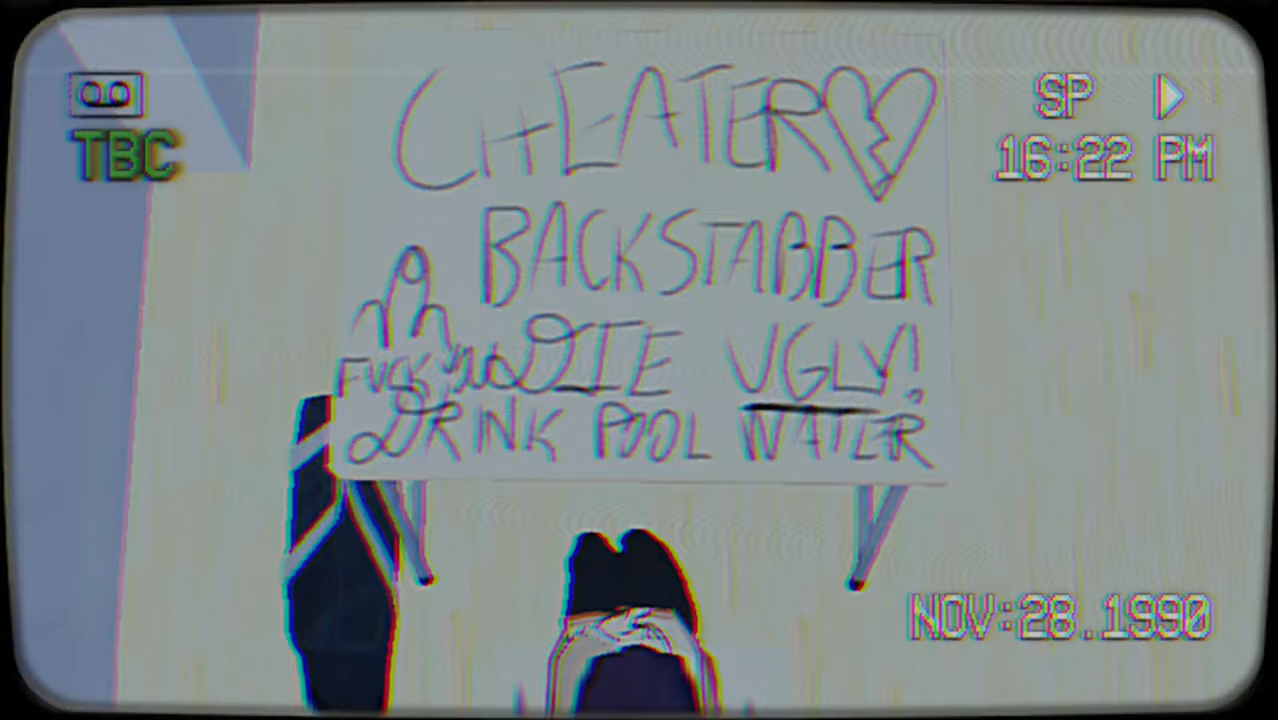 SP
TBC
16:22 PM
CHEATER
BACKSTABBER
FUCK YOU DIE UGLY!
DRINK POOL WATER
NOV:28.1990